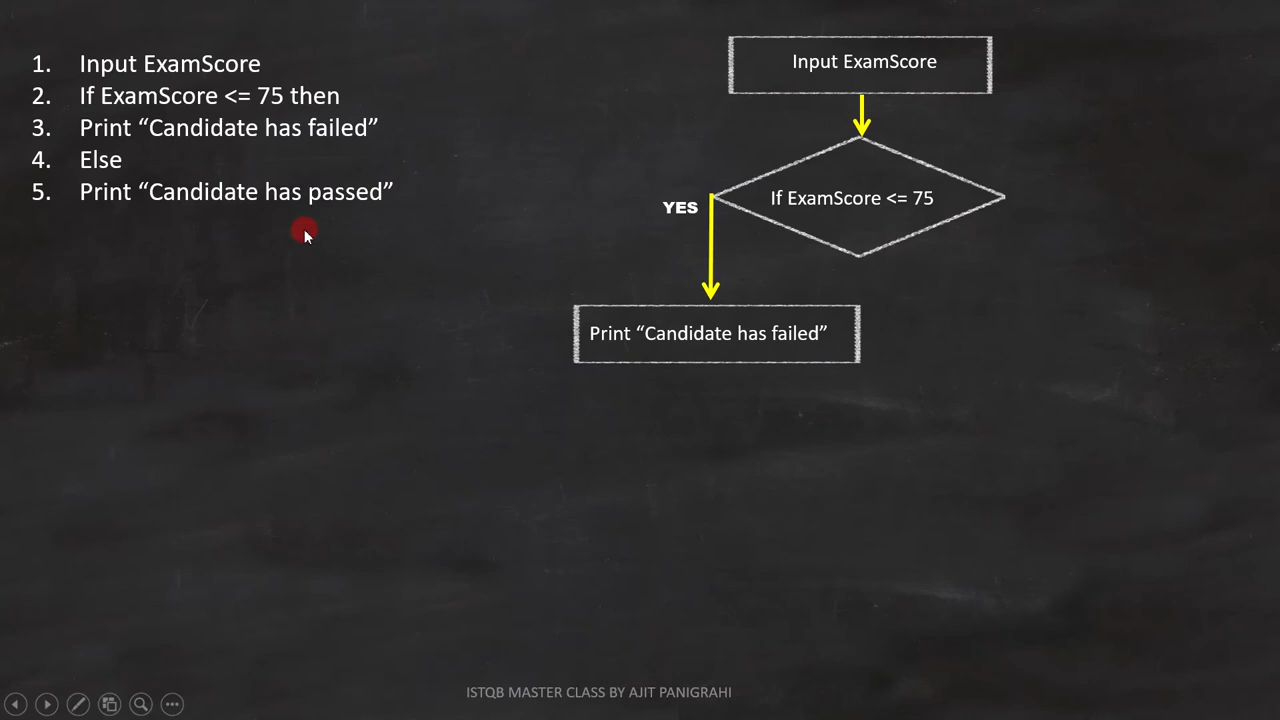 1. Input ExamScore
2. If ExamScore <= 75 then
3. Print “Candidate has failed”
4. Else
5. Print “Candidate has passed”
Input ExamScore
If ExamScore <= 75
YES
Print “Candidate has failed”
ISTQB MASTER CLASS BY AJIT PANIGRAHI